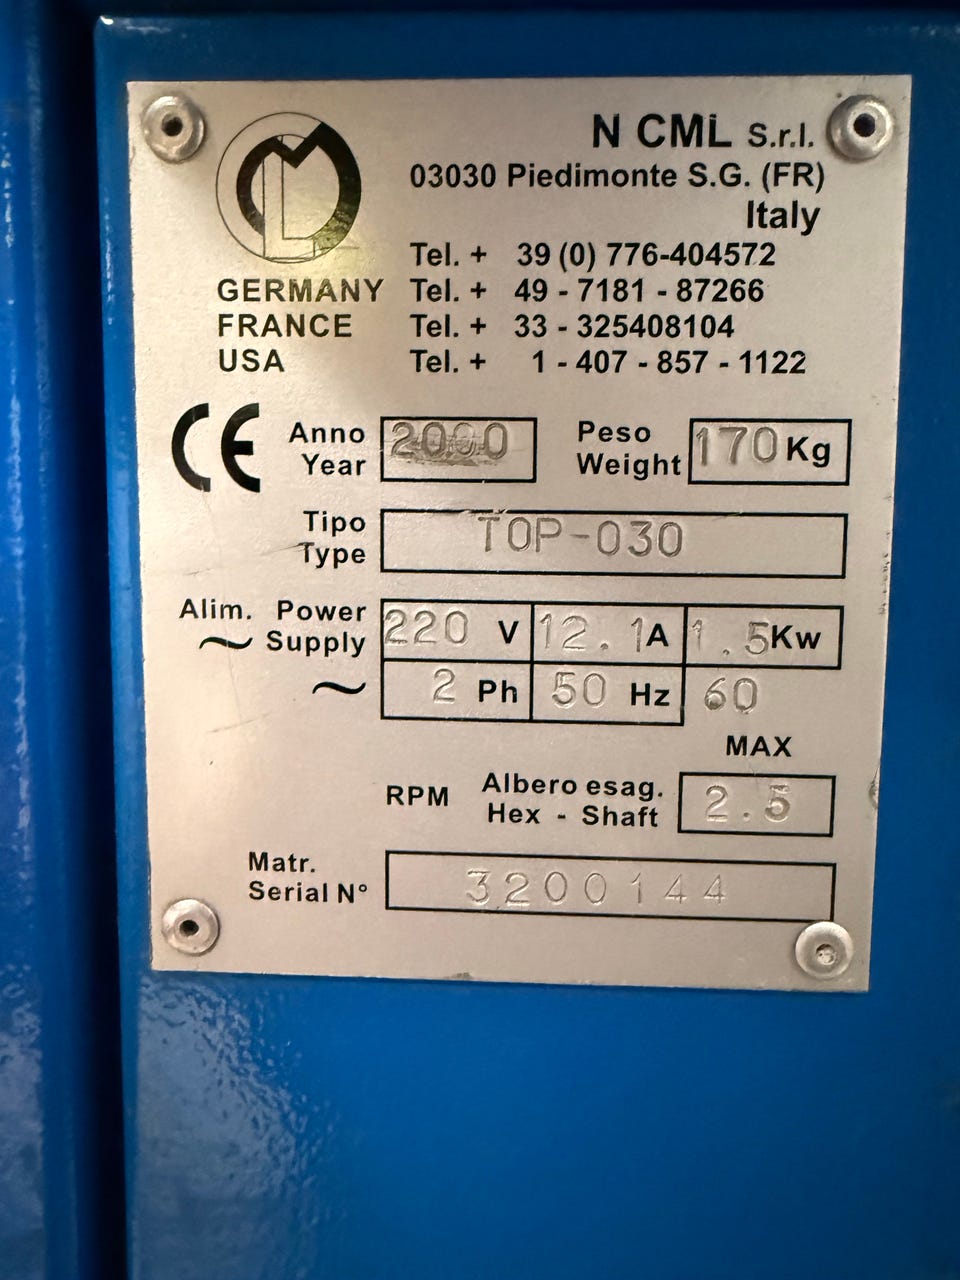 N CML S.r.l.
03030 Piedimonte S.G. (FR)
Italy
Tel. + 39 (0) 776-404572
GERMANY Tel. + 49 - 7181 - 87266
FRANCE Tel. + 33 - 325408104
USA Tel. + 1 - 407 - 857 - 1122
CE
Anno
Year 2000
Peso
Weight 170 Kg
Tipo
Type TOP-030
Alim. Power
~ Supply 220 V 12.1A 1.5Kw
~ 2 Ph 50 Hz 60
MAX
RPM Albero esag.
Hex - Shaft 2.5
Matr.
Serial N° 3200144